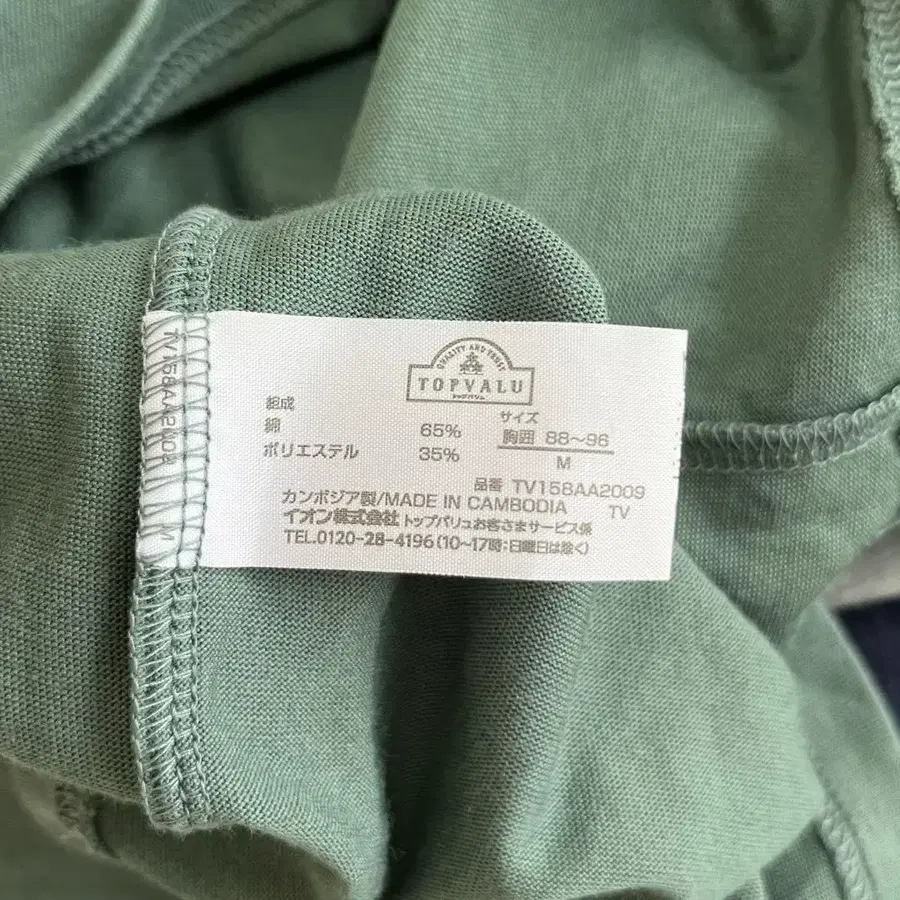 QUALITY AND TRUST
TOPVALU
トップバリュ
組成
綿 65%
ポリエステル 35%
サイズ
胸囲 88~96
M
品番 TV158AA2009
カンボジア製/MADE IN CAMBODIA TV
イオン株式会社 トップバリュお客さまサービス係
TEL.0120-28-4196(10~17時:日曜日は除く)
TV158AA2009 M